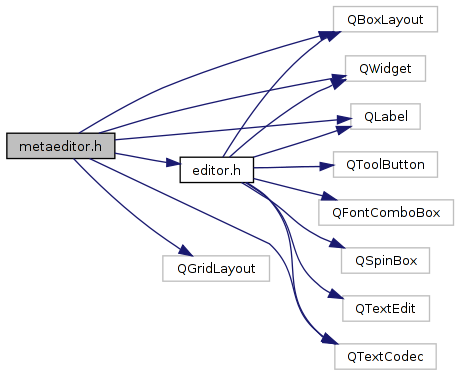 QBoxLayout
QWidget
QLabel
metaeditor.h
editor.h
QToolButton
QFontComboBox
QSpinBox
QGridLayout
QTextEdit
QTextCodec